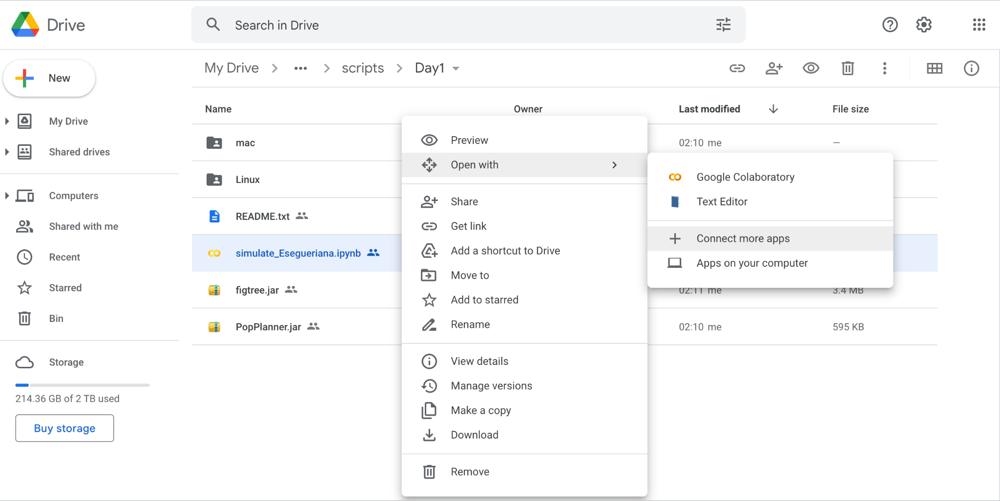 Drive
Search in Drive
New
My Drive
Shared drives
Computers
Shared with me
Recent
Starred
Bin
Storage
214.36 GB of 2 TB used
Buy storage
My Drive > ••• > scripts > Day1
Name Owner Last modified File size
mac 02:10 me —
Linux
README.txt
simulate_Esegueriana.ipynb
figtree.jar 02:11 me 3.4 MB
PopPlanner.jar 02:10 me 595 KB
Preview
Open with
Share
Get link
Add a shortcut to Drive
Move to
Add to starred
Rename
View details
Manage versions
Make a copy
Download
Remove
Google Colaboratory
Text Editor
Connect more apps
Apps on your computer